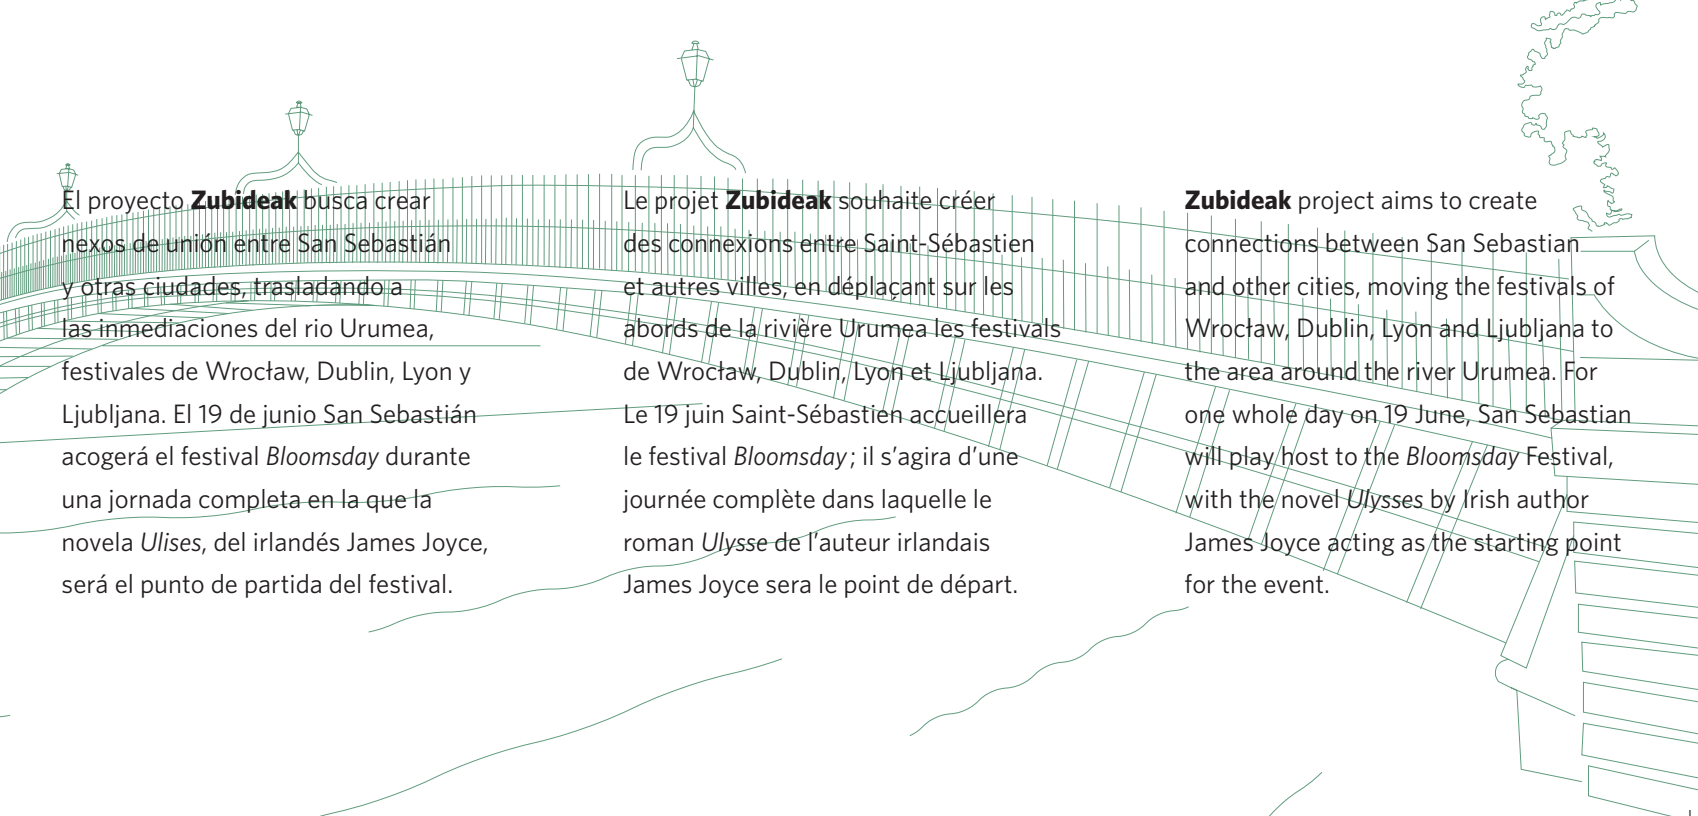 El proyecto Zubideak busca crear
nexos de unión entre San Sebastián
y otras ciudades, trasladando a
las inmediaciones del rio Urumea,
festivales de Wrocław, Dublin, Lyon y
Ljubljana. El 19 de junio San Sebastián
acogerá el festival Bloomsday durante
una jornada completa en la que la
novela Ulises, del irlandés James Joyce,
será el punto de partida del festival.
Le projet Zubideak souhaite créer
des connexions entre Saint-Sébastien
et autres villes, en déplaçant sur les
abords de la rivière Urumea les festivals
de Wrocław, Dublin, Lyon et Ljubljana.
Le 19 juin Saint-Sébastien accueillera
le festival Bloomsday ; il s’agira d’une
journée complète dans laquelle le
roman Ulysse de l’auteur irlandais
James Joyce sera le point de départ.
Zubideak project aims to create
connections between San Sebastian
and other cities, moving the festivals of
Wrocław, Dublin, Lyon and Ljubljana to
the area around the river Urumea. For
one whole day on 19 June, San Sebastian
will play host to the Bloomsday Festival,
with the novel Ulysses by Irish author
James Joyce acting as the starting point
for the event.